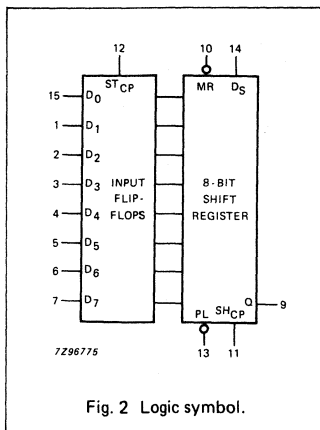 12 10 14
ST CP MR D S
15 D0
1 D1
2 D2
3 D3 INPUT 8-BIT
4 D4 FLIP- SHIFT
5 D5 FLOPS REGISTER
6 D6
7 D7 Q 9
PL SH CP
7Z96775 13 11
Fig. 2 Logic symbol.